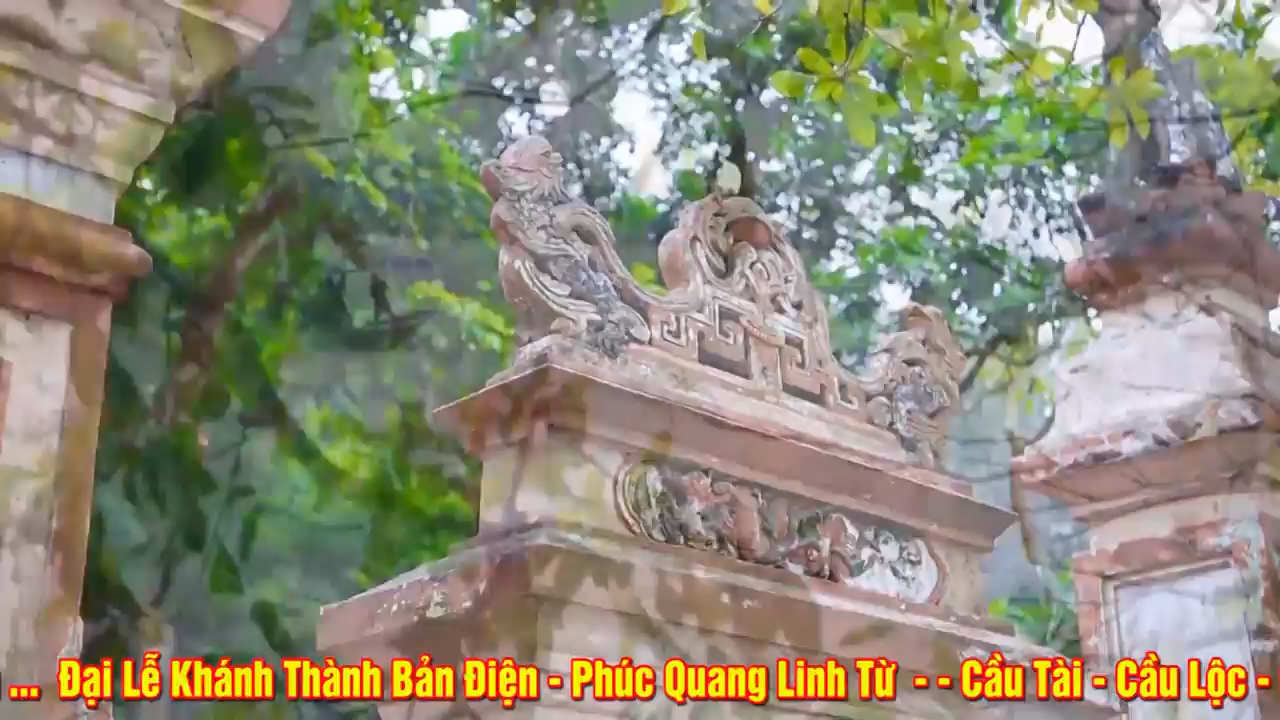 ... Đại Lễ Khánh Thành Bản Điện - Phúc Quang Linh Từ - - Cầu Tài - Cầu Lộc -